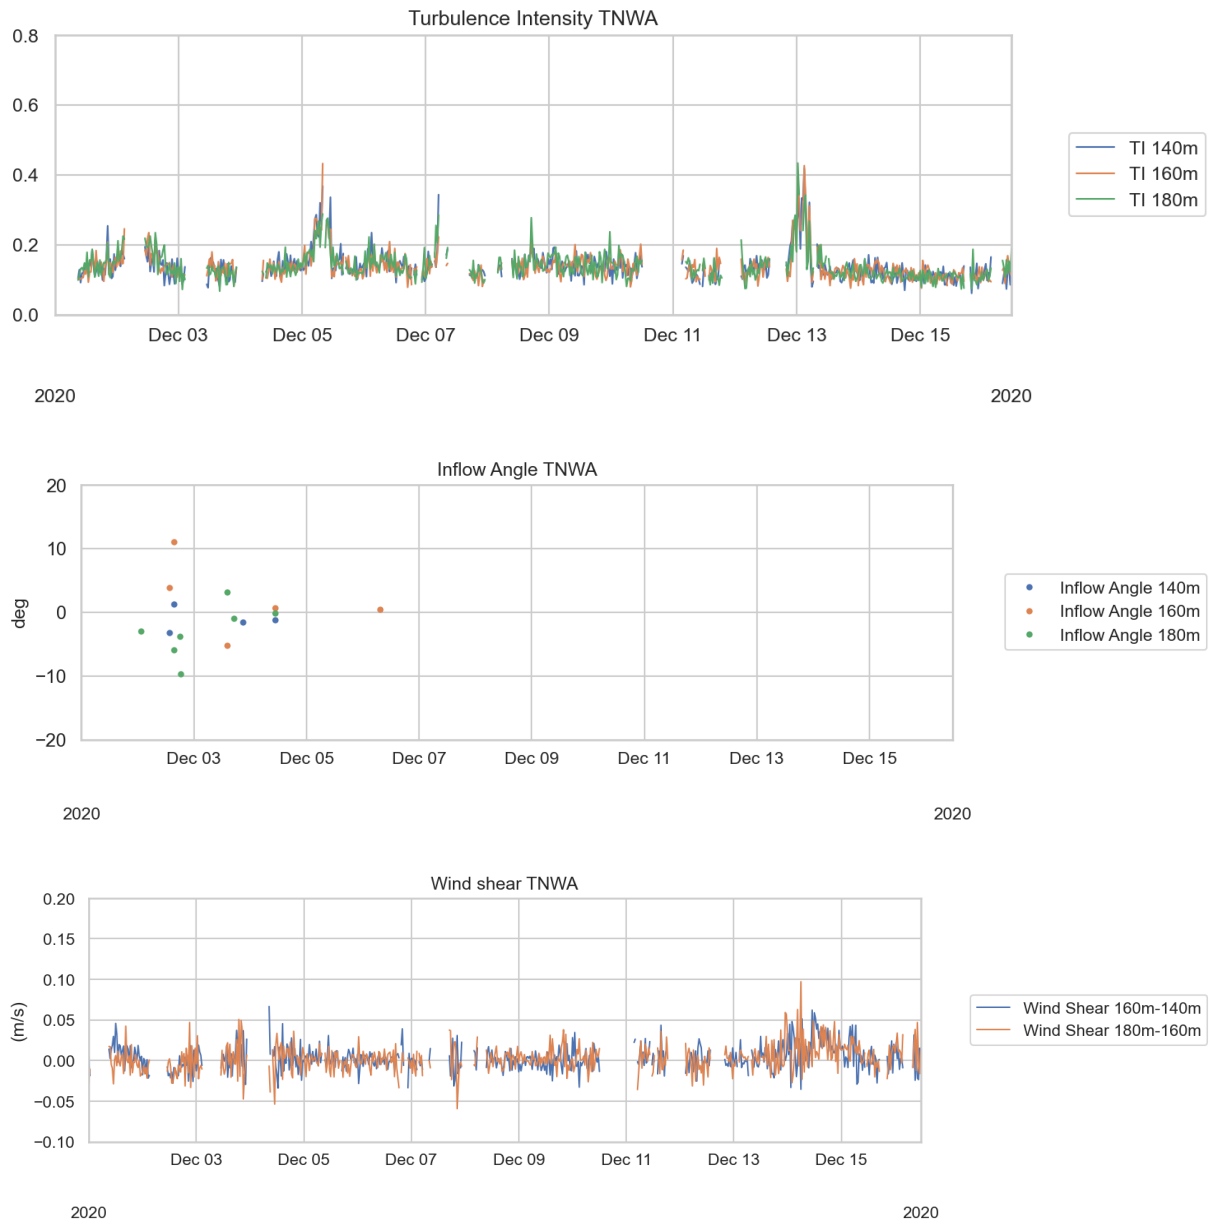 Turbulence Intensity TNWA
0.8
0.6
0.4
0.2
0.0
Dec 03 Dec 05 Dec 07 Dec 09 Dec 11 Dec 13 Dec 15
2020 2020
TI 140m
TI 160m
TI 180m
Inflow Angle TNWA
deg
20
10
0
−10
−20
Dec 03 Dec 05 Dec 07 Dec 09 Dec 11 Dec 13 Dec 15
2020 2020
Inflow Angle 140m
Inflow Angle 160m
Inflow Angle 180m
Wind shear TNWA
(m/s)
0.20
0.15
0.10
0.05
0.00
−0.05
−0.10
Dec 03 Dec 05 Dec 07 Dec 09 Dec 11 Dec 13 Dec 15
2020 2020
Wind Shear 160m-140m
Wind Shear 180m-160m